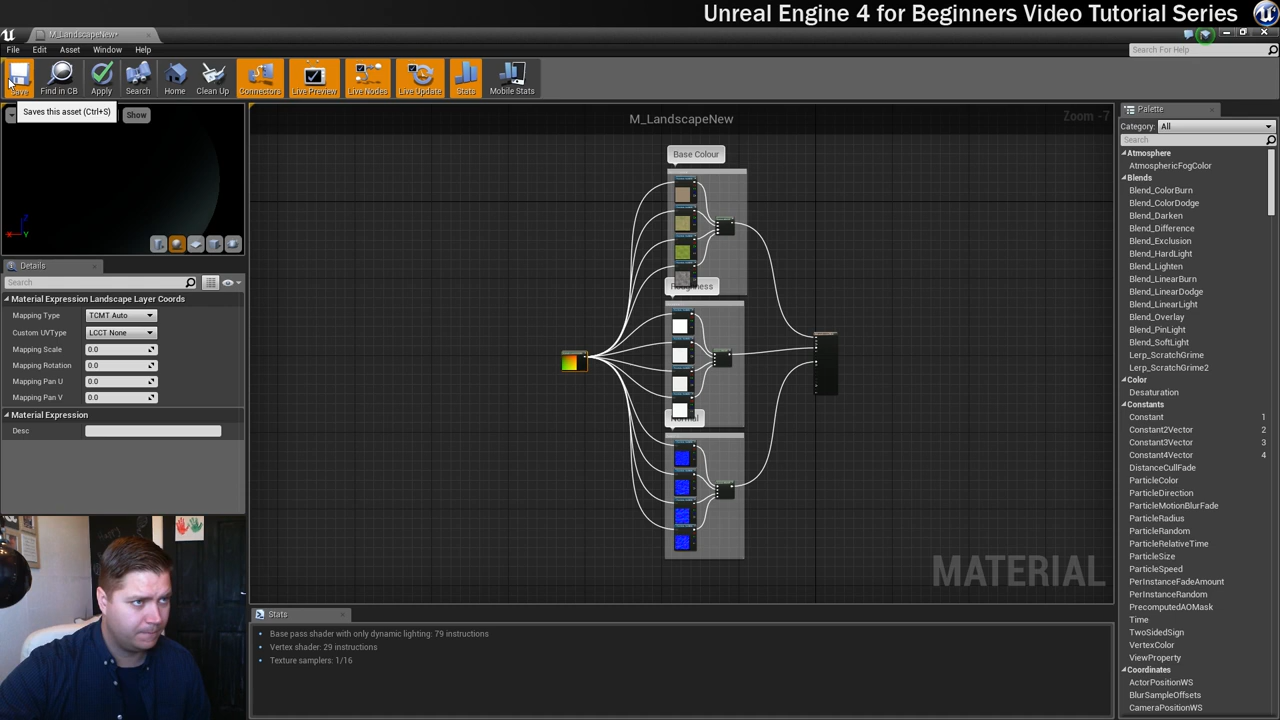 Unreal Engine 4 for Beginners Video Tutorial Series
M_LandscapeNew*
File Edit Asset Window Help
Search For Help
Save Find in CB Apply Search Home Clean Up Connectors Live Preview Live Nodes Live Update Stats Mobile Stats
Saves this asset (Ctrl+S)
Show
M_LandscapeNew
Zoom -7
Base Colour
Roughness
Normal
MATERIAL
Details
Search
Material Expression Landscape Layer Coords
Mapping Type TCMT Auto
Custom UVType LCCT None
Mapping Scale 0.0
Mapping Rotation 0.0
Mapping Pan U 0.0
Mapping Pan V 0.0
Material Expression
Desc
Stats
Base pass shader with only dynamic lighting: 79 instructions
Vertex shader: 29 instructions
Texture samplers: 1/16
Palette
Category: All
Search
Atmosphere
AtmosphericFogColor
Blends
Blend_ColorBurn
Blend_ColorDodge
Blend_Darken
Blend_Difference
Blend_Exclusion
Blend_HardLight
Blend_Lighten
Blend_LinearBurn
Blend_LinearDodge
Blend_LinearLight
Blend_Overlay
Blend_PinLight
Blend_SoftLight
Lerp_ScratchGrime
Lerp_ScratchGrime2
Color
Desaturation
Constants
Constant 1
Constant2Vector 2
Constant3Vector 3
Constant4Vector 4
DistanceCullFade
ParticleColor
ParticleDirection
ParticleMotionBlurFade
ParticleRadius
ParticleRandom
ParticleRelativeTime
ParticleSize
ParticleSpeed
PerInstanceFadeAmount
PerInstanceRandom
PrecomputedAOMask
Time
TwoSidedSign
VertexColor
ViewProperty
Coordinates
ActorPositionWS
BlurSampleOffsets
CameraPositionWS